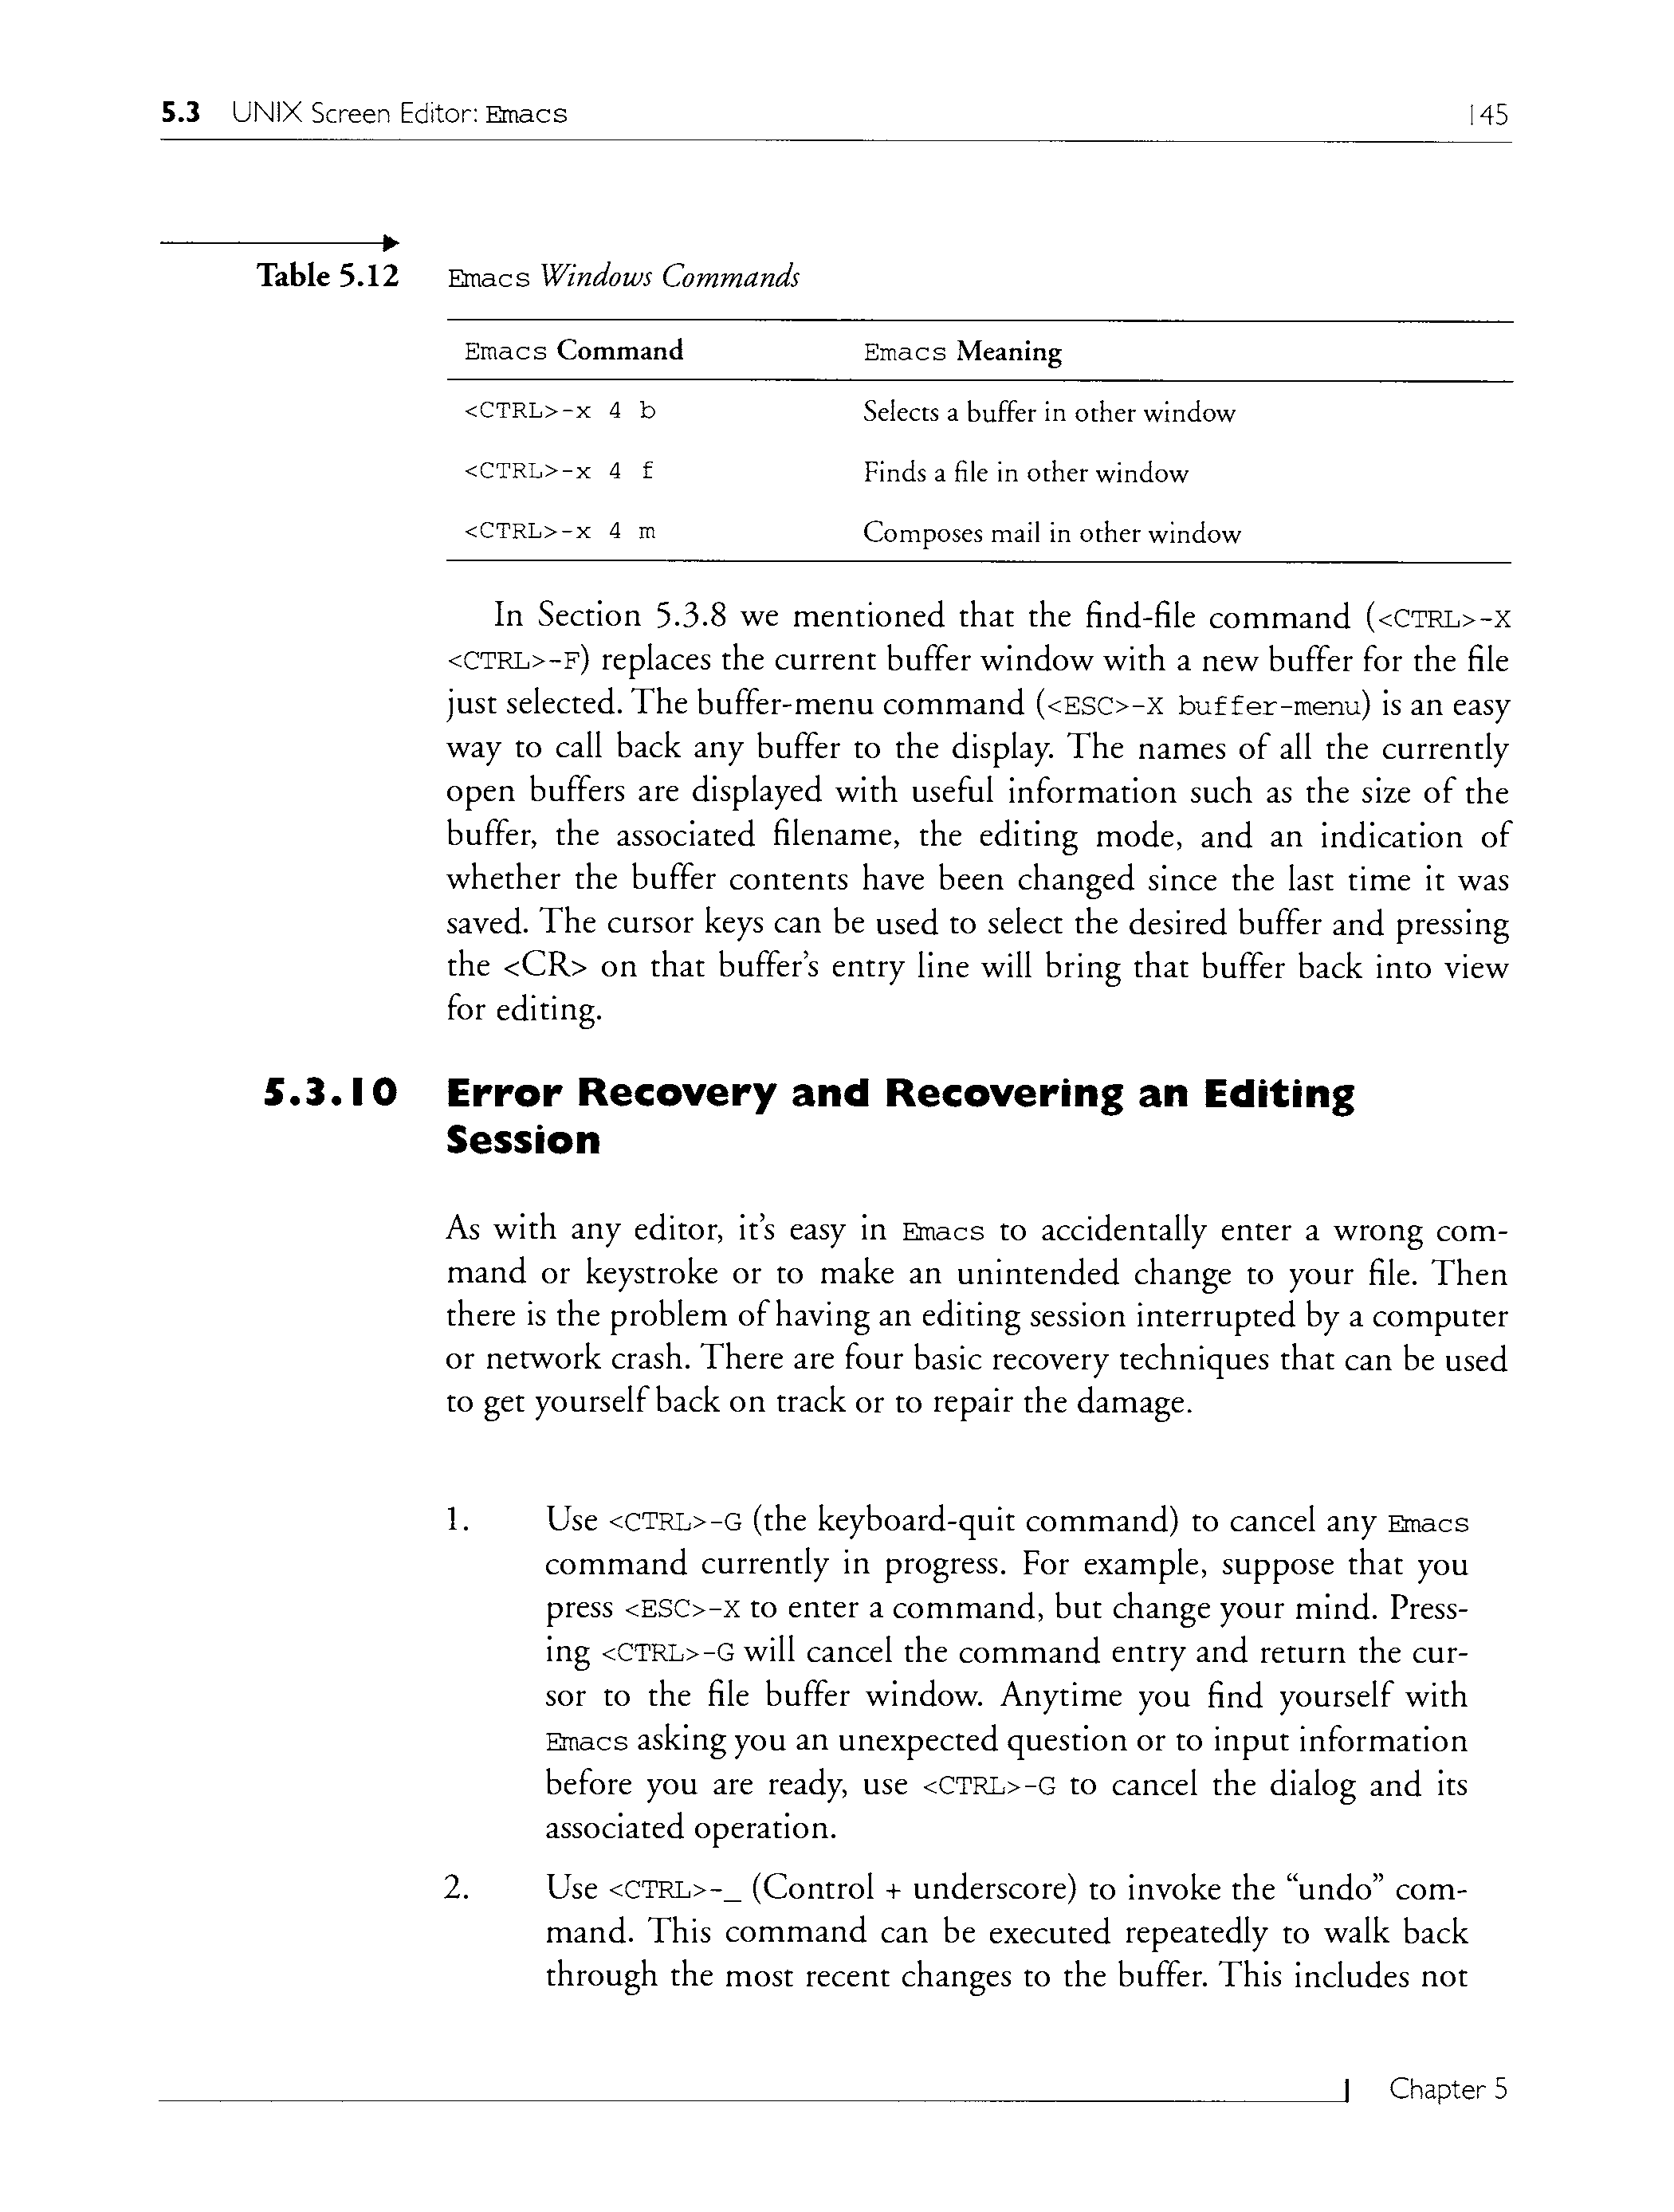 5.3 UNIX Screen Editor: Emacs 145
Table 5.12 Emacs Windows Commands
Emacs Command Emacs Meaning
<CTRL>-x 4 b Selects a buffer in other window
<CTRL>-x 4 f Finds a file in other window
<CTRL>-x 4 m Composes mail in other window
In Section 5.3.8 we mentioned that the find-file command (<CTRL>-X
<CTRL>-F) replaces the current buffer window with a new buffer for the file
just selected. The buffer-menu command (<ESC>-X buffer-menu) is an easy
way to call back any buffer to the display. The names of all the currently
open buffers are displayed with useful information such as the size of the
buffer, the associated filename, the editing mode, and an indication of
whether the buffer contents have been changed since the last time it was
saved. The cursor keys can be used to select the desired buffer and pressing
the <CR> on that buffer’s entry line will bring that buffer back into view
for editing.
5.3.10 Error Recovery and Recovering an Editing
Session
As with any editor, it’s easy in Emacs to accidentally enter a wrong com-
mand or keystroke or to make an unintended change to your file. Then
there is the problem of having an editing session interrupted by a computer
or network crash. There are four basic recovery techniques that can be used
to get yourself back on track or to repair the damage.
1. Use <CTRL>-G (the keyboard-quit command) to cancel any Emacs
command currently in progress. For example, suppose that you
press <ESC>-X to enter a command, but change your mind. Press-
ing <CTRL>-G will cancel the command entry and return the cur-
sor to the file buffer window. Anytime you find yourself with
Emacs asking you an unexpected question or to input information
before you are ready, use <CTRL>-G to cancel the dialog and its
associated operation.
2. Use <CTRL>-_ (Control + underscore) to invoke the “undo” com-
mand. This command can be executed repeatedly to walk back
through the most recent changes to the buffer. This includes not
Chapter 5